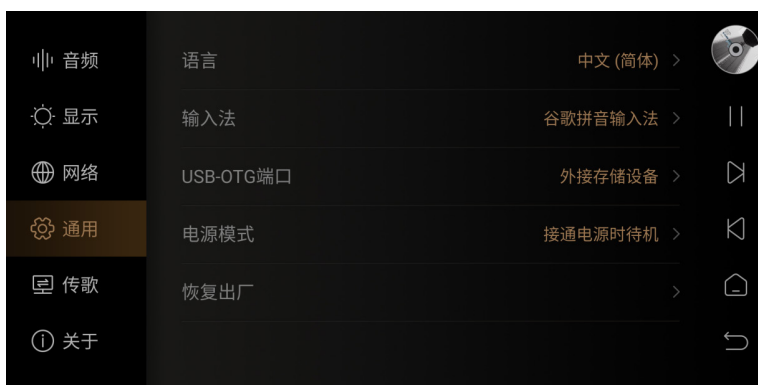 音频
显示
网络
通用
传歌
关于
语言 中文 (简体)
输入法 谷歌拼音输入法
USB-OTG端口 外接存储设备
电源模式 接通电源时待机
恢复出厂